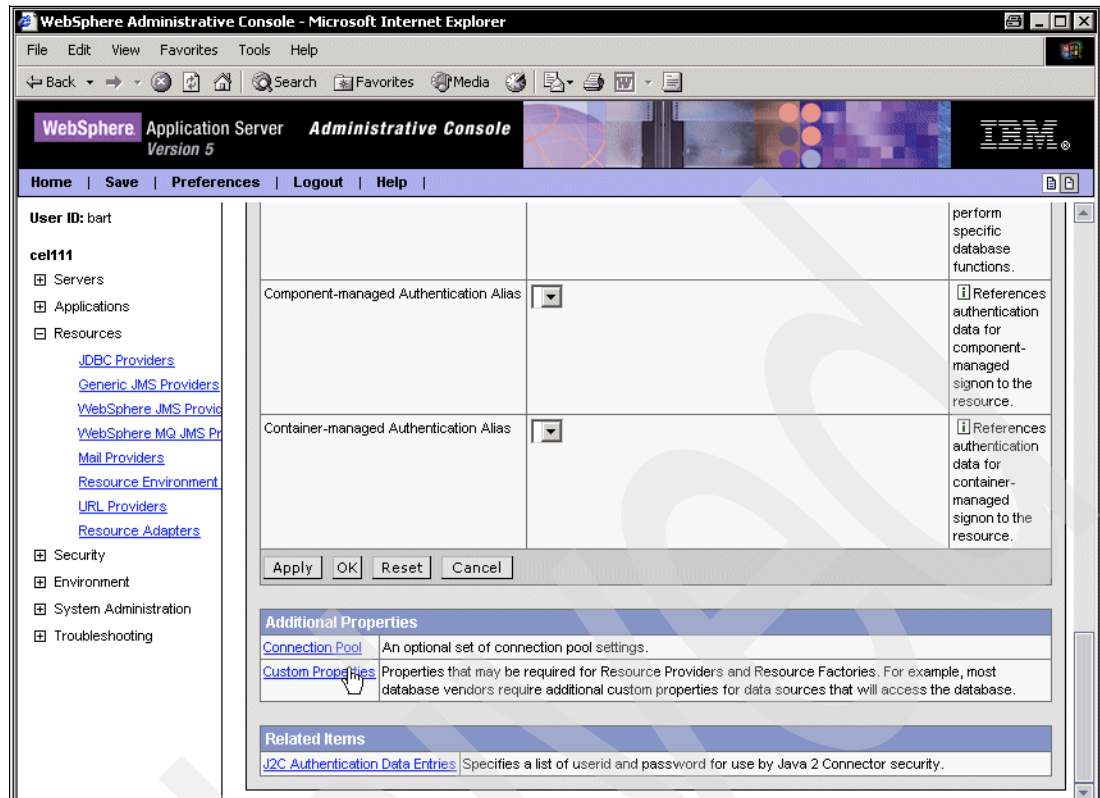 WebSphere Administrative Console - Microsoft Internet Explorer
File Edit View Favorites Tools Help
Back Search Favorites Media
WebSphere Application Server Administrative Console
Version 5
IBM®
Home | Save | Preferences | Logout | Help |
User ID: bart
cel111
Servers
Applications
Resources
JDBC Providers
Generic JMS Providers
WebSphere JMS Provid
WebSphere MQ JMS Pr
Mail Providers
Resource Environment
URL Providers
Resource Adapters
Security
Environment
System Administration
Troubleshooting
perform
specific
database
functions.
Component-managed Authentication Alias
References
authentication
data for
component-
managed
signon to the
resource.
Container-managed Authentication Alias
References
authentication
data for
container-
managed
signon to the
resource.
Apply OK Reset Cancel
Additional Properties
Connection Pool An optional set of connection pool settings.
Custom Properties Properties that may be required for Resource Providers and Resource Factories. For example, most
database vendors require additional custom properties for data sources that will access the database.
Related Items
J2C Authentication Data Entries Specifies a list of userid and password for use by Java 2 Connector security.